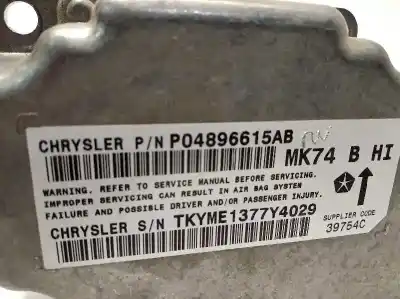 CHRYSLER P/N P04896615AB
MK74 B HI
WARNING. REFER TO SERVICE MANUAL BEFORE SERVICING.
IMPROPER SERVICING CAN RESULT IN AIR BAG SYSTEM
FAILURE AND POSSIBLE DRIVER AND/OR PASSENGER INJURY.
CHRYSLER S/N TKYME1377Y4029
SUPPLIER CODE
39754C